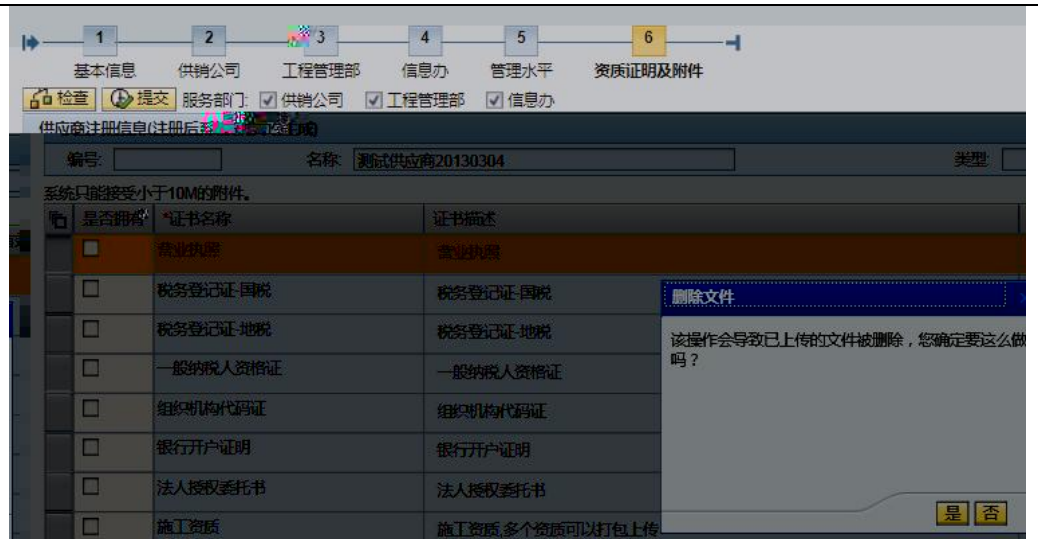 1 2 3 4 5 6
基本信息 供销公司 工程管理部 信息办 管理水平 资质证明及附件
检查 提交 服务部门: 供销公司 工程管理部 信息办
供应商注册信息(注册后
编号: 名称: 测试供应商20130304 类型:
系统只能接受小于10M的附件。
是否拥有 *证书名称 证书描述
营业执照 营业执照
税务登记证-国税 税务登记证-国税
税务登记证-地税 税务登记证-地税
一般纳税人资格证 一般纳税人资格证
组织机构代码证 组织机构代码证
银行开户证明 银行开户证明
法人授权委托书 法人授权委托书
施工资质 施工资质,多个资质可以打包上传
删除文件
该操作会导致已上传的文件被删除，您确定要这么做
吗？
是 否